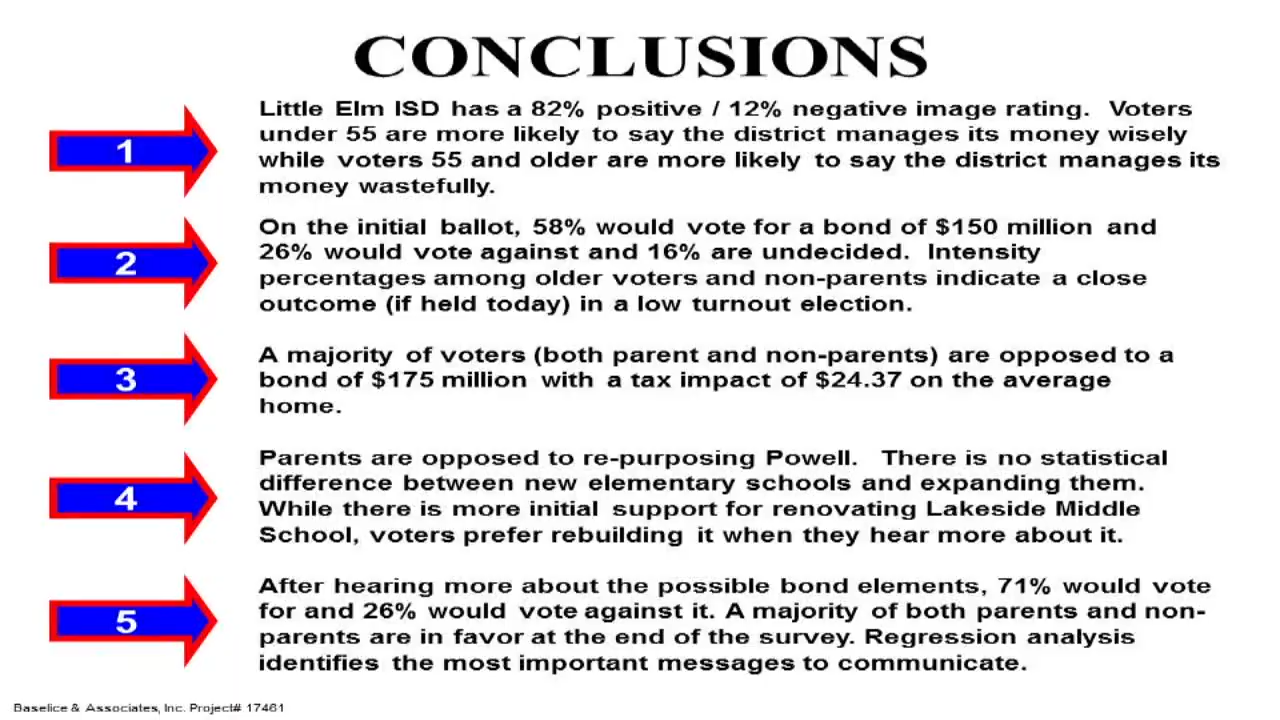 CONCLUSIONS
1
Little Elm ISD has a 82% positive / 12% negative image rating. Voters
under 55 are more likely to say the district manages its money wisely
while voters 55 and older are more likely to say the district manages its
money wastefully.
2
On the initial ballot, 58% would vote for a bond of $150 million and
26% would vote against and 16% are undecided. Intensity
percentages among older voters and non-parents indicate a close
outcome (if held today) in a low turnout election.
3
A majority of voters (both parent and non-parents) are opposed to a
bond of $175 million with a tax impact of $24.37 on the average
home.
4
Parents are opposed to re-purposing Powell. There is no statistical
difference between new elementary schools and expanding them.
While there is more initial support for renovating Lakeside Middle
School, voters prefer rebuilding it when they hear more about it.
5
After hearing more about the possible bond elements, 71% would vote
for and 26% would vote against it. A majority of both parents and non-
parents are in favor at the end of the survey. Regression analysis
identifies the most important messages to communicate.
Baselice & Associates, Inc. Project# 17461